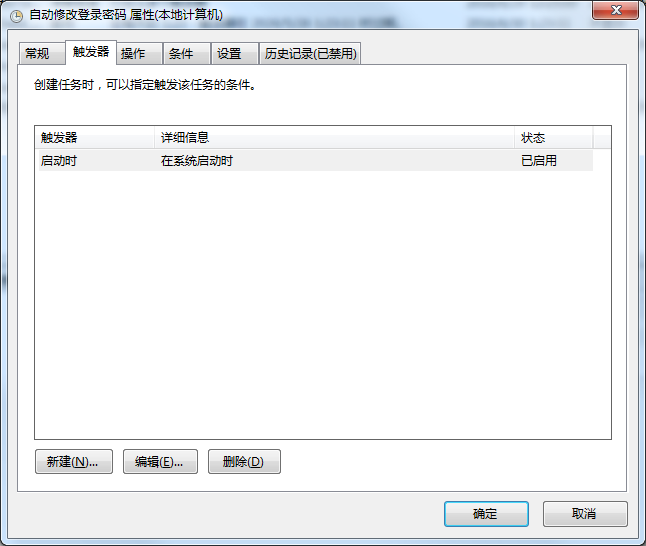 自动修改登录密码 属性(本地计算机)
常规 触发器 操作 条件 设置 历史记录(已禁用)
创建任务时，可以指定触发该任务的条件。
触发器 详细信息 状态
启动时 在系统启动时 已启用
新建(N)... 编辑(E)... 删除(D)
确定 取消